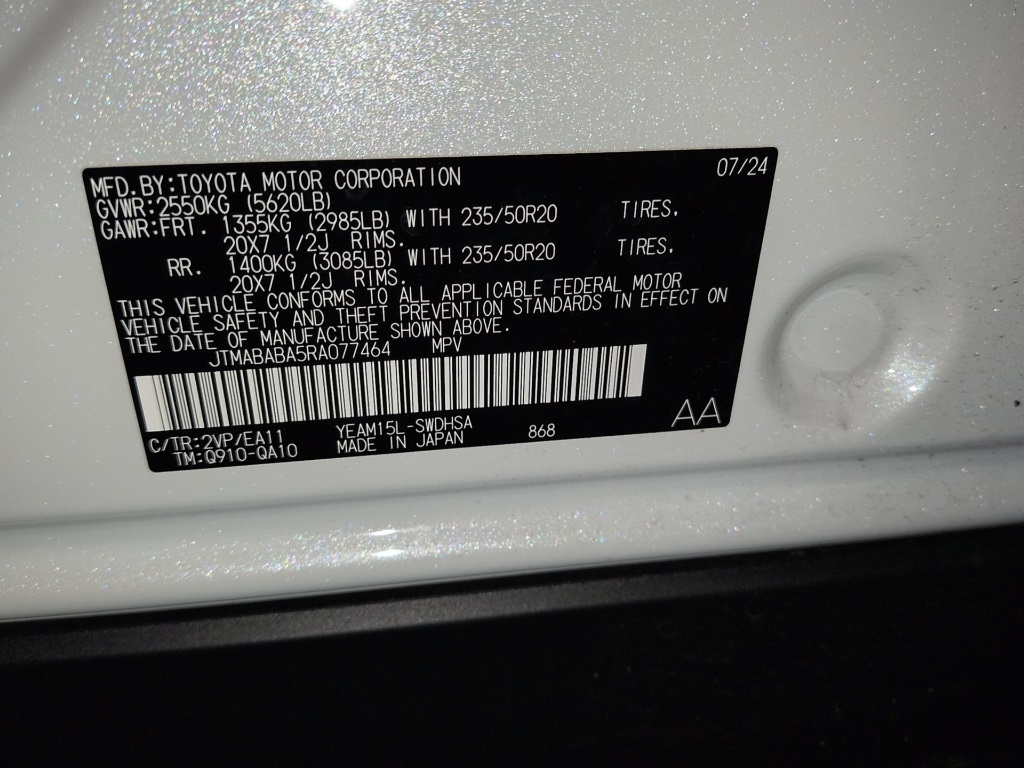 07/24
MFD.BY:TOYOTA MOTOR CORPORATION
GVWR:2550KG (5620LB)
GAWR:FRT. 1355KG (2985LB) WITH 235/50R20 TIRES,
20X7 1/2J RIMS.
RR. 1400KG (3085LB) WITH 235/50R20 TIRES,
20X7 1/2J RIMS.
THIS VEHICLE CONFORMS TO ALL APPLICABLE FEDERAL MOTOR
VEHICLE SAFETY AND THEFT PREVENTION STANDARDS IN EFFECT ON
THE DATE OF MANUFACTURE SHOWN ABOVE.
JTMABABA5RA077464 MPV
C/TR:2VP/EA11 YEAM15L-SWDHSA 868 AA
TM:Q910-QA10 MADE IN JAPAN